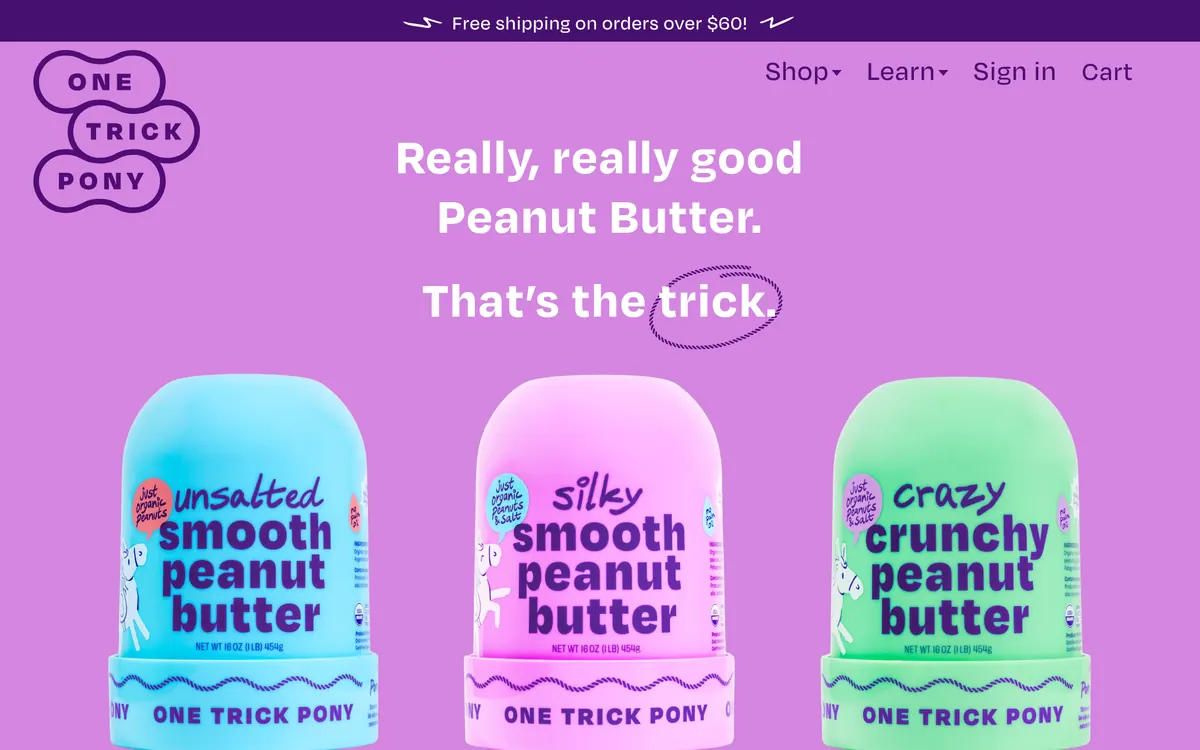 Free shipping on orders over $60!
ONE
TRICK
PONY
Shop
Learn
Sign in
Cart
Really, really good
Peanut Butter.
That's the trick.
just
organic
peanuts
unsalted
smooth
peanut
butter
NET WT 16 OZ (1 LB) 454g
ONE TRICK PONY
just
organic
peanuts
& salt
silky
smooth
peanut
butter
NET WT 16 OZ (1 LB) 454g
ONE TRICK PONY
just
organic
peanuts
& salt
crazy
crunchy
peanut
butter
NET WT 16 OZ (1 LB) 454g
ONE TRICK PONY